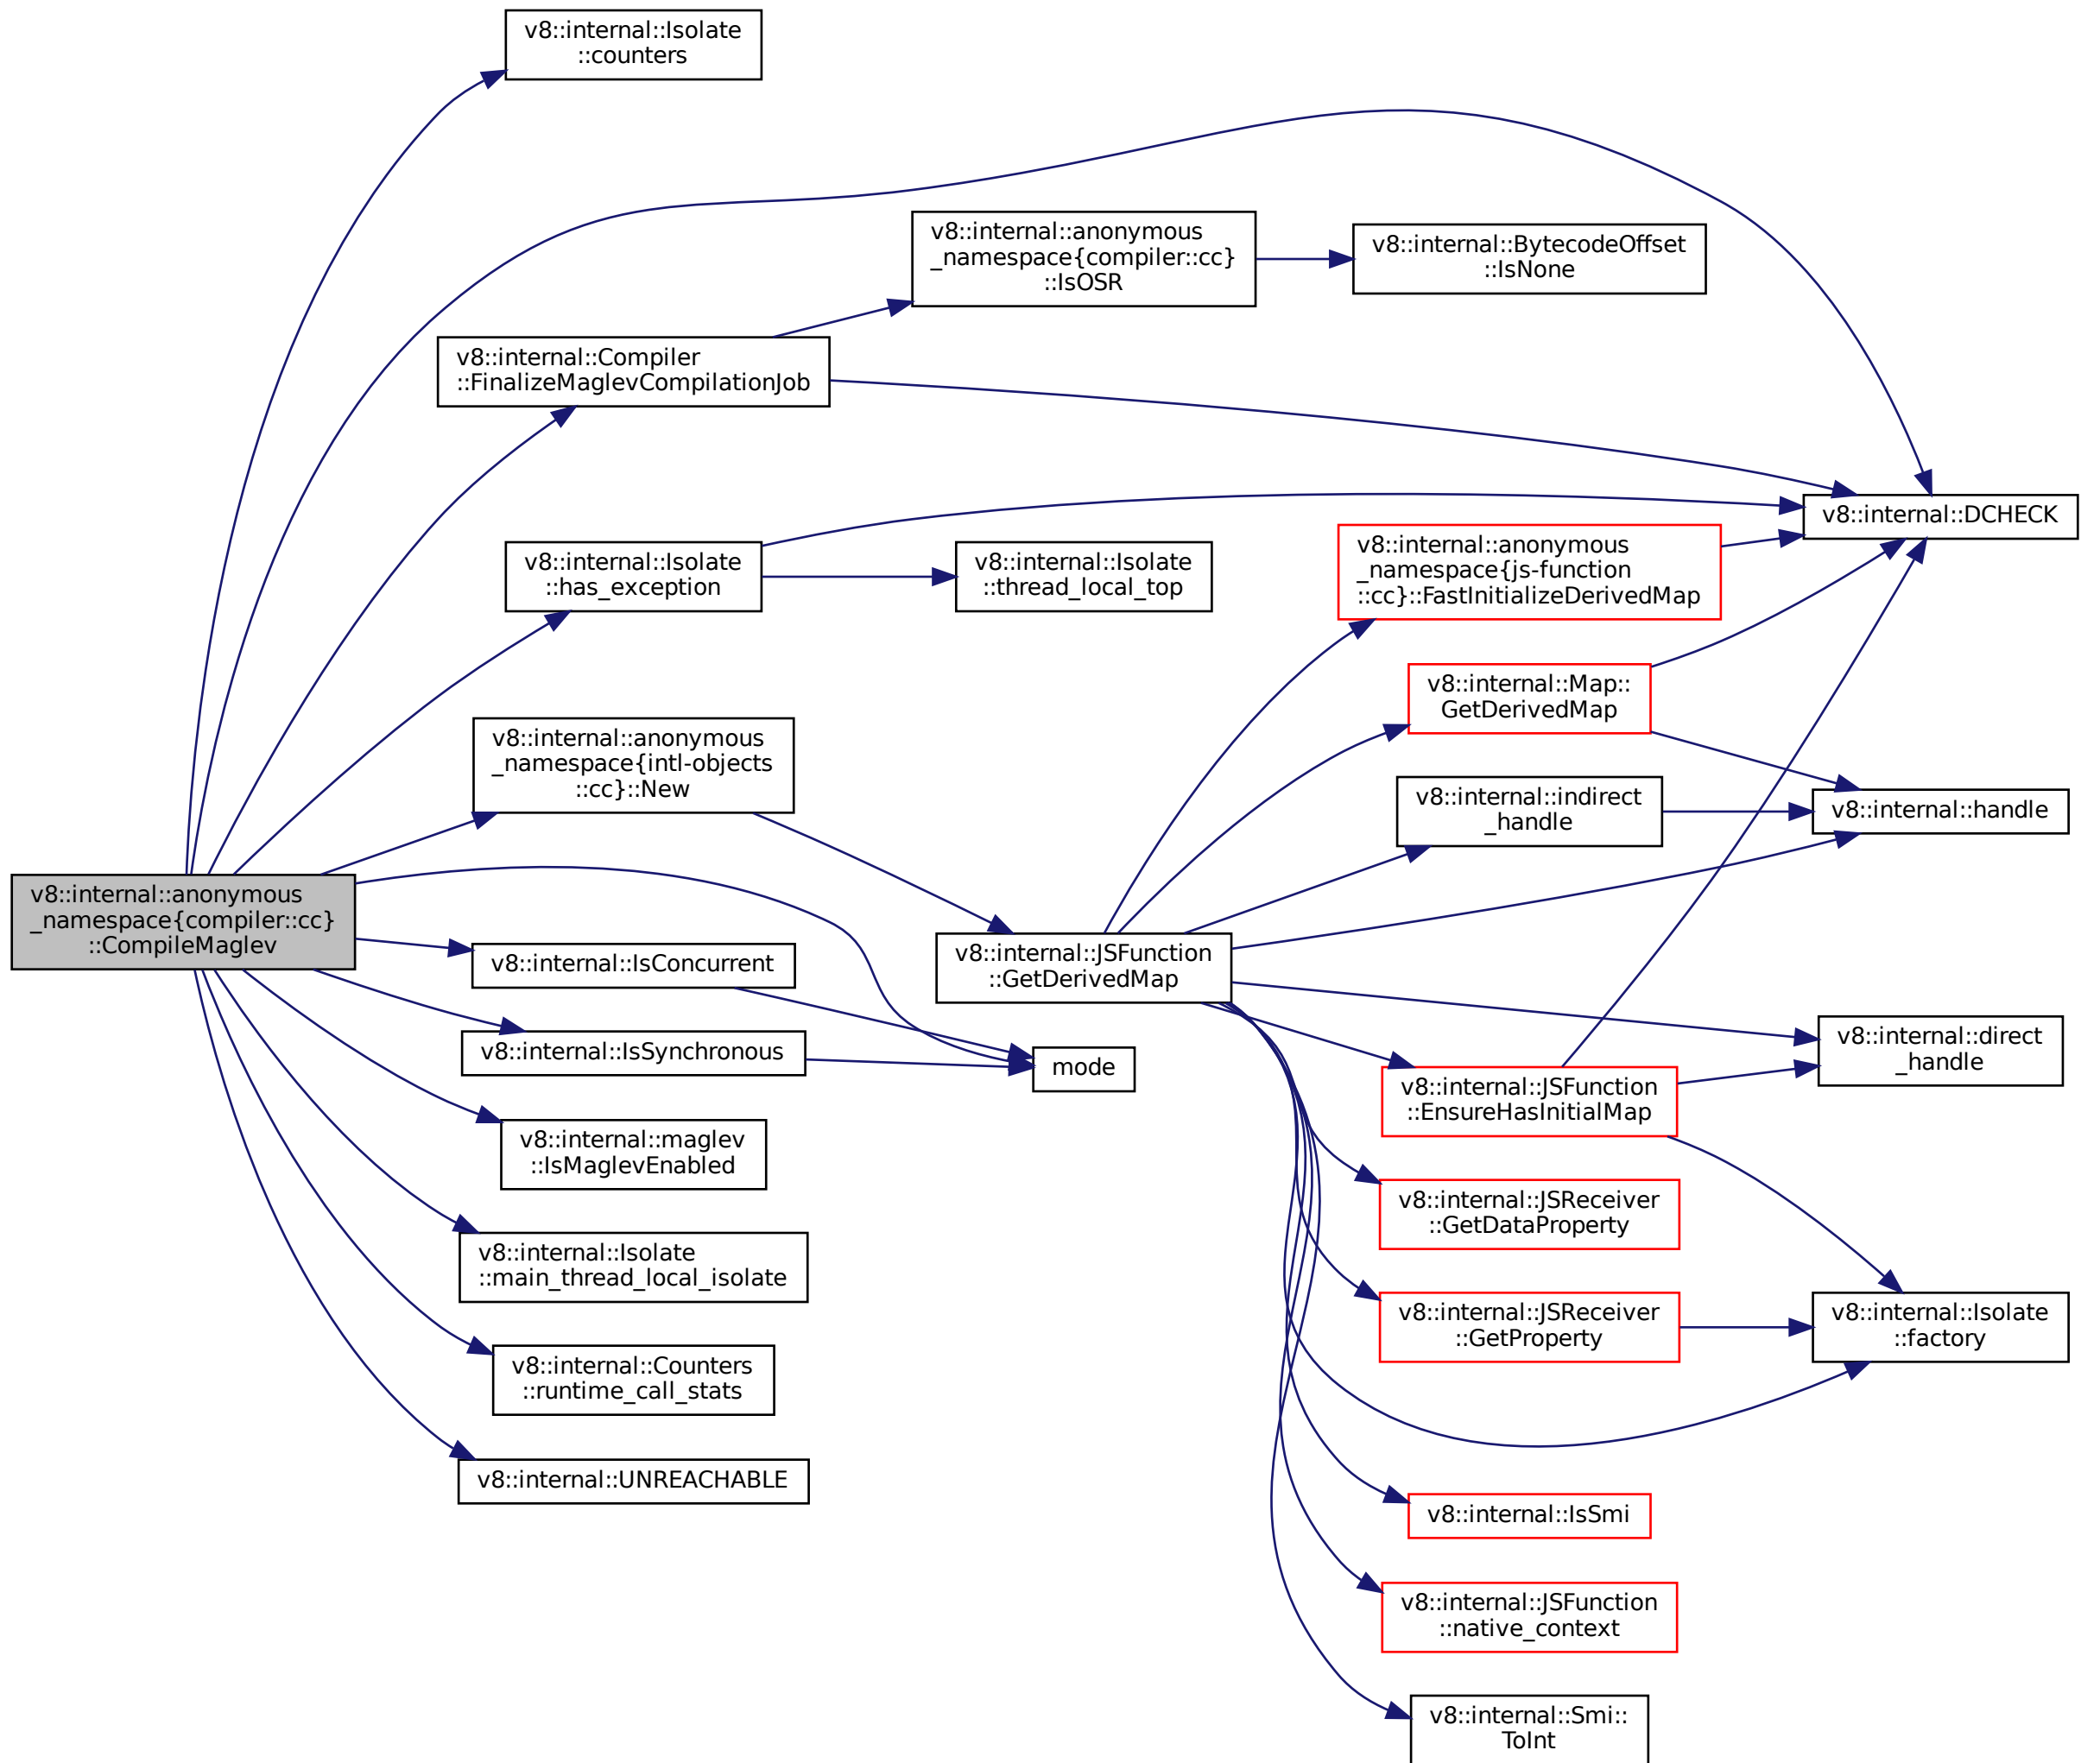 v8::internal::Isolate
::counters
v8::internal::anonymous
_namespace{compiler::cc}
::IsOSR
v8::internal::BytecodeOffset
::IsNone
v8::internal::Compiler
::FinalizeMaglevCompilationJob
v8::internal::DCHECK
v8::internal::anonymous
_namespace{js-function
::cc}::FastInitializeDerivedMap
v8::internal::Isolate
::has_exception
v8::internal::Isolate
::thread_local_top
v8::internal::Map::
GetDerivedMap
v8::internal::anonymous
_namespace{intl-objects
::cc}::New
v8::internal::indirect
_handle
v8::internal::handle
v8::internal::anonymous
_namespace{compiler::cc}
::CompileMaglev
v8::internal::IsConcurrent
v8::internal::JSFunction
::GetDerivedMap
v8::internal::direct
_handle
v8::internal::IsSynchronous
mode
v8::internal::JSFunction
::EnsureHasInitialMap
v8::internal::maglev
::IsMaglevEnabled
v8::internal::JSReceiver
::GetDataProperty
v8::internal::Isolate
::main_thread_local_isolate
v8::internal::JSReceiver
::GetProperty
v8::internal::Isolate
::factory
v8::internal::Counters
::runtime_call_stats
v8::internal::UNREACHABLE
v8::internal::IsSmi
v8::internal::JSFunction
::native_context
v8::internal::Smi::
ToInt